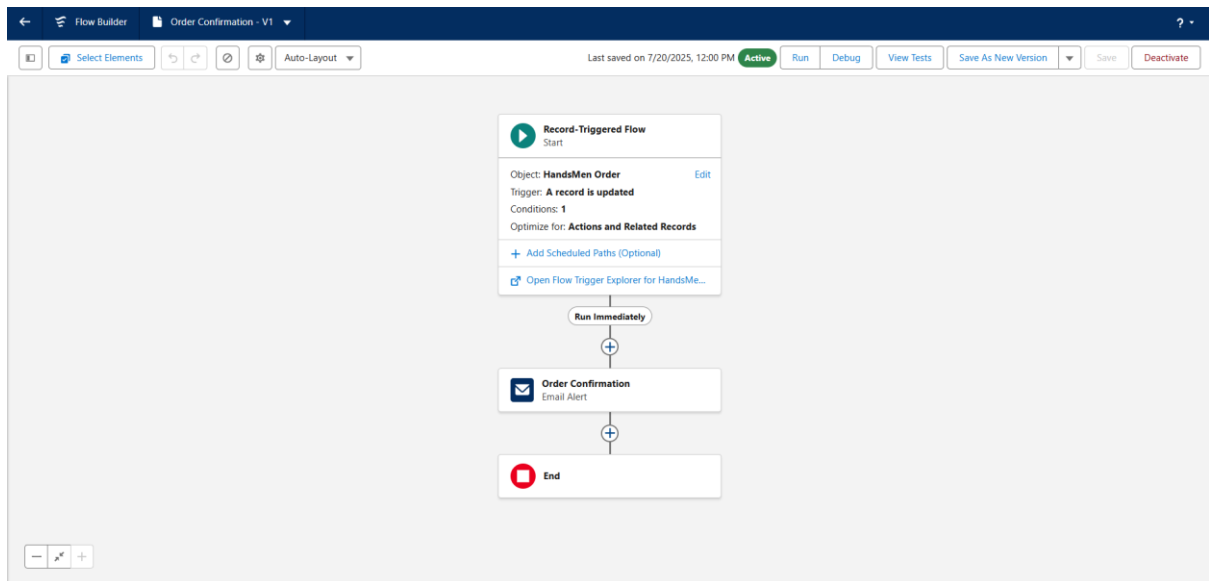 Flow Builder
Order Confirmation - V1
?
Select Elements
Auto-Layout
Last saved on 7/20/2025, 12:00 PM
Active
Run
Debug
View Tests
Save As New Version
Save
Deactivate
Record-Triggered Flow
Start
Object: HandsMen Order
Edit
Trigger: A record is updated
Conditions: 1
Optimize for: Actions and Related Records
+ Add Scheduled Paths (Optional)
Open Flow Trigger Explorer for HandsMe...
Run Immediately
Order Confirmation
Email Alert
End